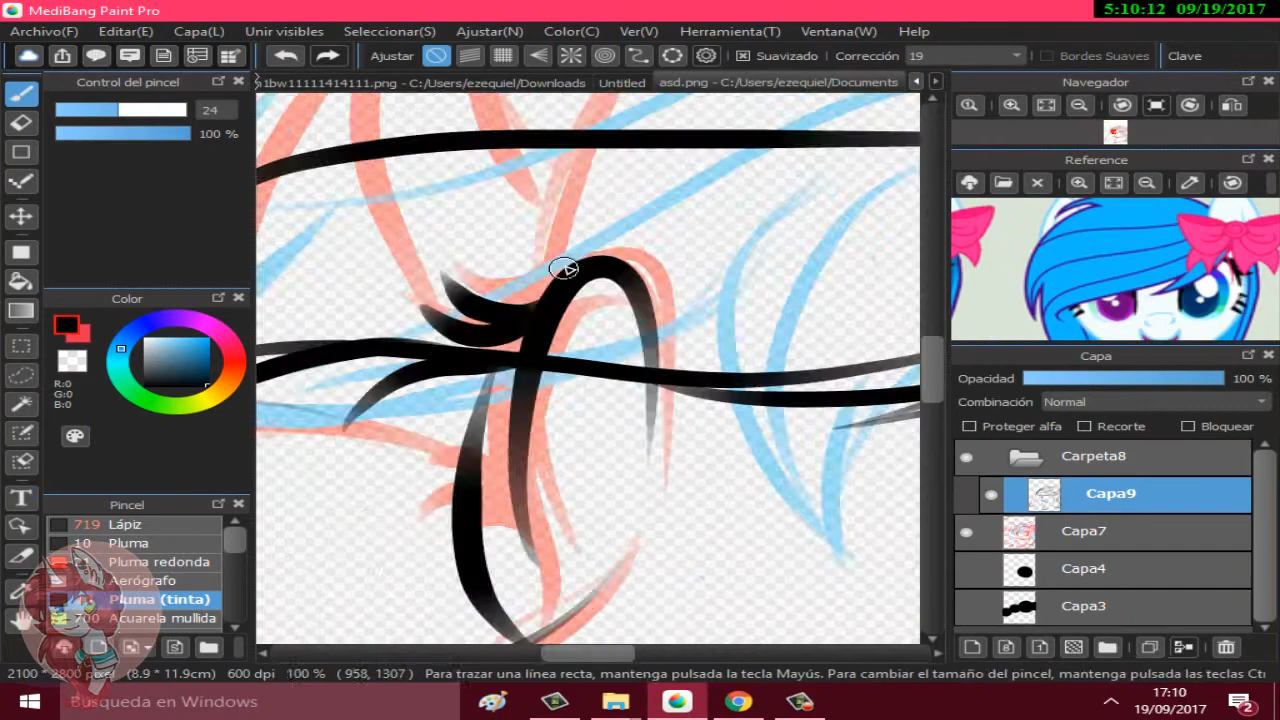 MediBang Paint Pro
5:10:12 09/19/2017
Archivo(F) Editar(E) Capa(L) Unir visibles Seleccionar(S) Ajustar(N) Color(C) Ver(V) Herramienta(T) Ventana(W) Help
Ajustar Suavizado Corrección 19 Bordes Suaves Clave
Control del pincel
n1bw11111414111.png - C:/Users/ezequiel/Downloads Untitled asd.png - C:/Users/ezequiel/Documents
Navegador
24
100 %
Reference
Color
R:0
G:0
B:0
Capa
Opacidad 100 %
Combinación Normal
Proteger alfa Recorte Bloquear
Carpeta8
Capa9
Capa7
Capa4
Capa3
Pincel
719 Lápiz
10 Pluma
Pluma redonda
Aerógrafo
Pluma (tinta)
700 Acuarela mullida
2100 * 2800 pixel (8.9 * 11.9cm) 600 dpi 100 % ( 958, 1307 ) Para trazar una línea recta, mantenga pulsada la tecla Mayús. Para cambiar el tamaño del pincel, mantenga pulsadas las teclas Ctr
Búsqueda en Windows
17:10
19/09/2017
2